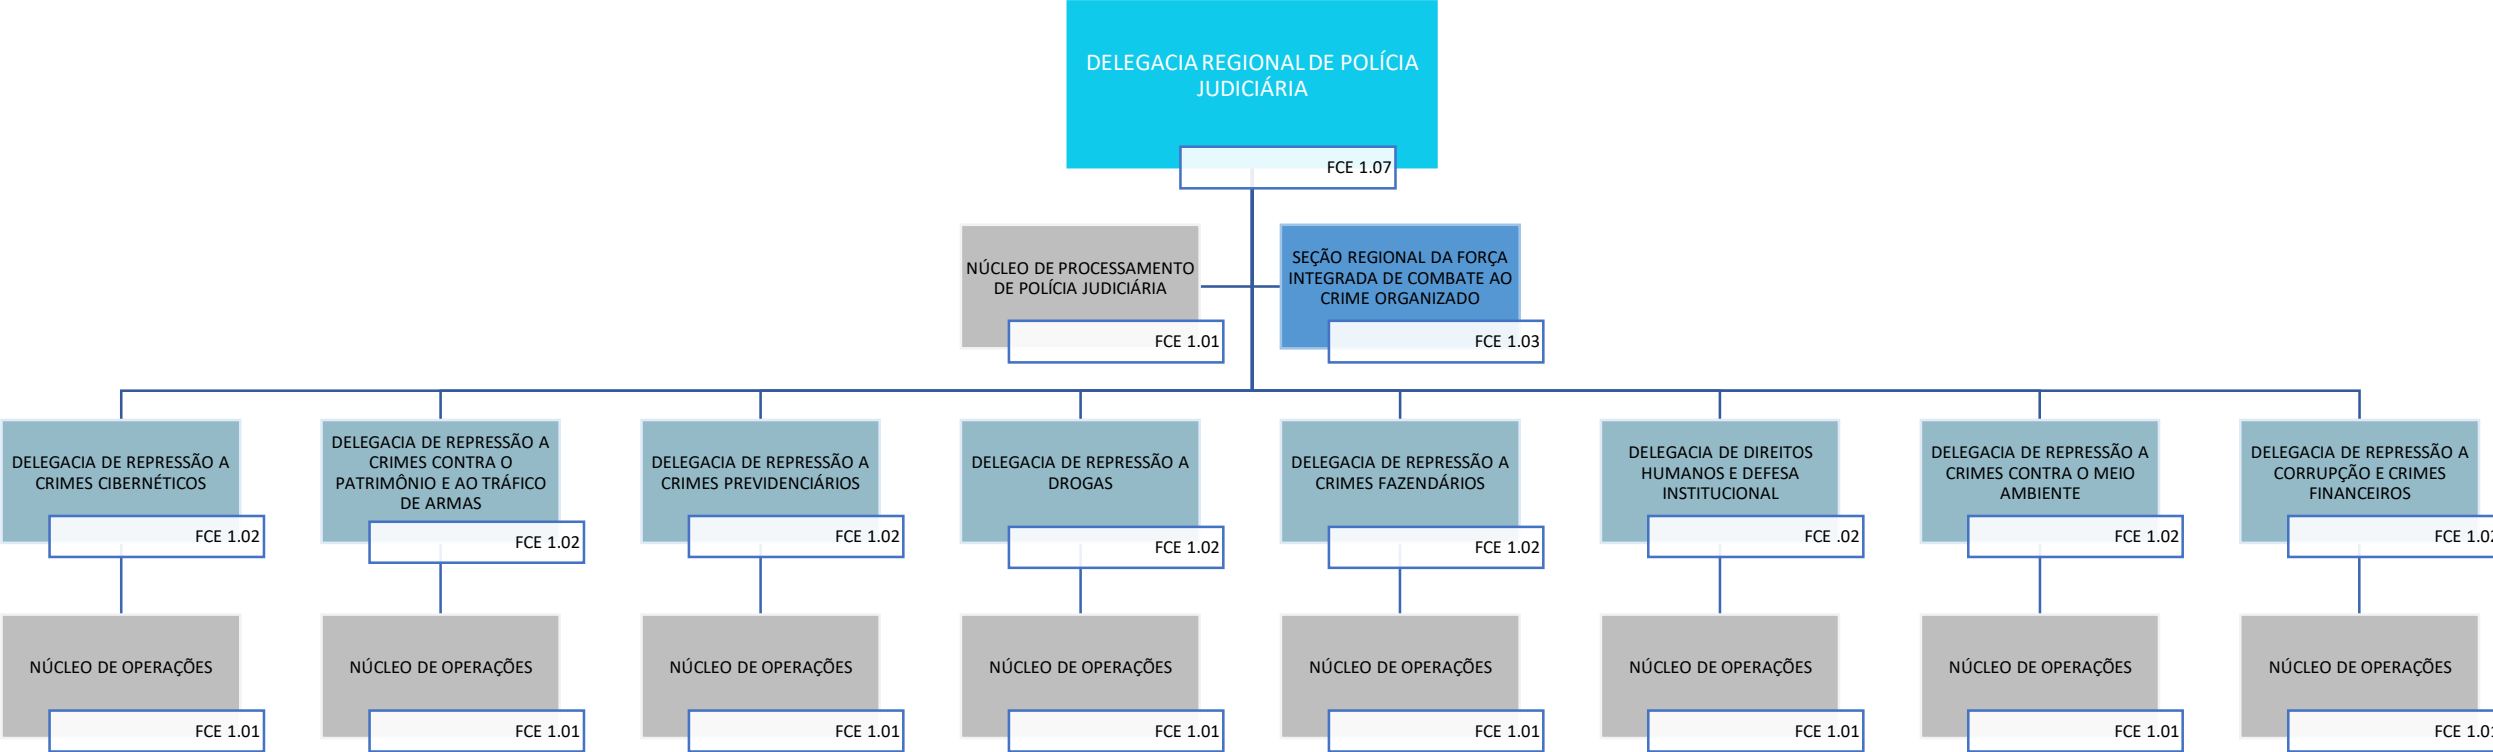 DELEGACIA REGIONAL DE POLÍCIA
JUDICIÁRIA
FCE 1.07
NÚCLEO DE PROCESSAMENTO
DE POLÍCIA JUDICIÁRIA
FCE 1.01
SEÇÃO REGIONAL DA FORÇA
INTEGRADA DE COMBATE AO
CRIME ORGANIZADO
FCE 1.03
DELEGACIA DE REPRESSÃO A
CRIMES CIBERNÉTICOS
FCE 1.02
DELEGACIA DE REPRESSÃO A
CRIMES CONTRA O
PATRIMÔNIO E AO TRÁFICO
DE ARMAS
FCE 1.02
DELEGACIA DE REPRESSÃO A
CRIMES PREVIDENCIÁRIOS
FCE 1.02
DELEGACIA DE REPRESSÃO A
DROGAS
FCE 1.02
DELEGACIA DE REPRESSÃO A
CRIMES FAZENDÁRIOS
FCE 1.02
DELEGACIA DE DIREITOS
HUMANOS E DEFESA
INSTITUCIONAL
FCE .02
DELEGACIA DE REPRESSÃO A
CRIMES CONTRA O MEIO
AMBIENTE
FCE 1.02
DELEGACIA DE REPRESSÃO A
CORRUPÇÃO E CRIMES
FINANCEIROS
FCE 1.02
NÚCLEO DE OPERAÇÕES
FCE 1.01
NÚCLEO DE OPERAÇÕES
FCE 1.01
NÚCLEO DE OPERAÇÕES
FCE 1.01
NÚCLEO DE OPERAÇÕES
FCE 1.01
NÚCLEO DE OPERAÇÕES
FCE 1.01
NÚCLEO DE OPERAÇÕES
FCE 1.01
NÚCLEO DE OPERAÇÕES
FCE 1.01
NÚCLEO DE OPERAÇÕES
FCE 1.01